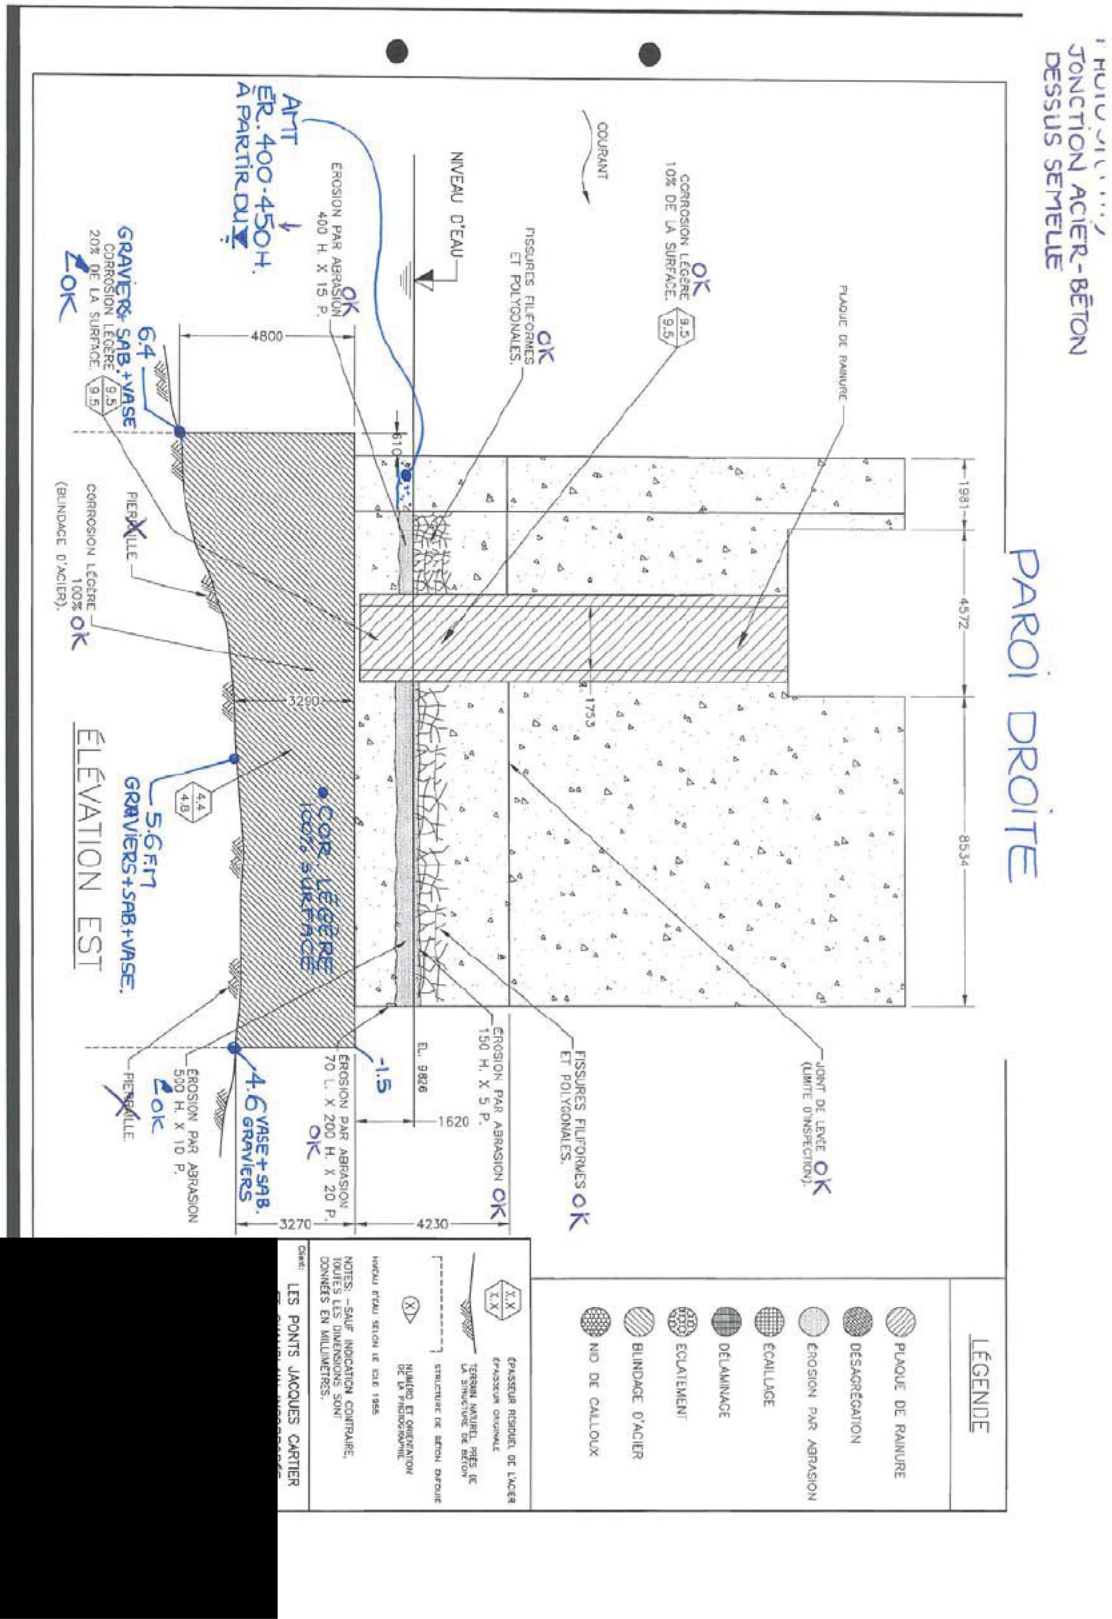 JONCTION ACIER-BÉTON
DESSUS SEMELLE
PAROI DROITE
1981
4572
8534
PLAQUE DE RAINURE
JOINT DE LEVÉE OK
(LIMITE D'INSPECTION).
OK
CORROSION LÉGÈRE
10% DE LA SURFACE.
9.5
9.5
COURANT
OK
FISSURES FILIFORMES
ET POLYGONALES.
FISSURES FILIFORMES OK
ET POLYGONALES.
NIVEAU D'EAU
1753
ÉROSION PAR ABRASION OK
150 H. X 5 P.
EL. 9826
1620
4230
AMT
ÉR. 400-450H.
À PARTIR DU
OK
ÉROSION PAR ABRASION
400 H. X 15 P.
610
-1.5
ÉROSION PAR ABRASION
70 L. X 200 H. X 20 P.
OK
4800
3290
3270
COR LÉGÈRE
100% SURFACE
6.4
GRAVIERS SAB.+VASE
CORROSION LÉGÈRE
20% DE LA SURFACE.
9.5
9.5
OK
PIERRAILLE
CORROSION LÉGÈRE
100% OK
(BLINDAGE D'ACIER).
4.4
4.8
5.6 F.M
GRAVIERS+SAB+VASE.
4.6 VASE+SAB.
GRAVIERS
ÉROSION PAR ABRASION
500 H. X 10 P.
OK
PIERRAILLE
ÉLÉVATION EST
LÉGENDE
PLAQUE DE RAINURE
DÉSAGRÉGATION
ÉROSION PAR ABRASION
ÉCAILLAGE
DÉLAMINAGE
ECLATEMENT
BLINDAGE D'ACIER
NID DE CAILLOUX
X.X
X.X
ÉPAISSEUR RÉSIDUEL DE L'ACIER
ÉPAISSEUR ORIGINALE
TERRAIN NATUREL PRÈS DE
LA STRUCTURE DE BÉTON
STRUCTURE DE BÉTON ENFOUIE
X
NUMÉRO ET ORIENTATION
DE LA PHOTOGRAPHIE
NOTES: -SAUF INDICATION CONTRAIRE,
TOUTES LES DIMENSIONS SONT
DONNÉES EN MILLIMÈTRES.
Client:
LES PONTS JACQUES CARTIER